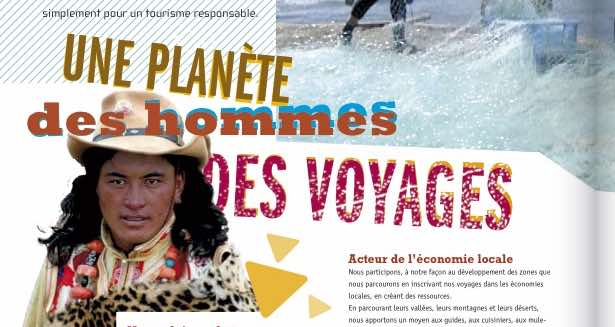 simplement pour un tourisme responsable.
UNE PLANÈTE
des hommes
DES VOYAGES
Acteur de l'économie locale
Nous participons, à notre façon au développement des zones que
nous parcourons en inscrivant nos voyages dans les économies
locales, en créant des ressources.
En parcourant leurs vallées, leurs montagnes et leurs déserts,
nous apportons un moyen aux guides, aux cuisiniers, aux mule-